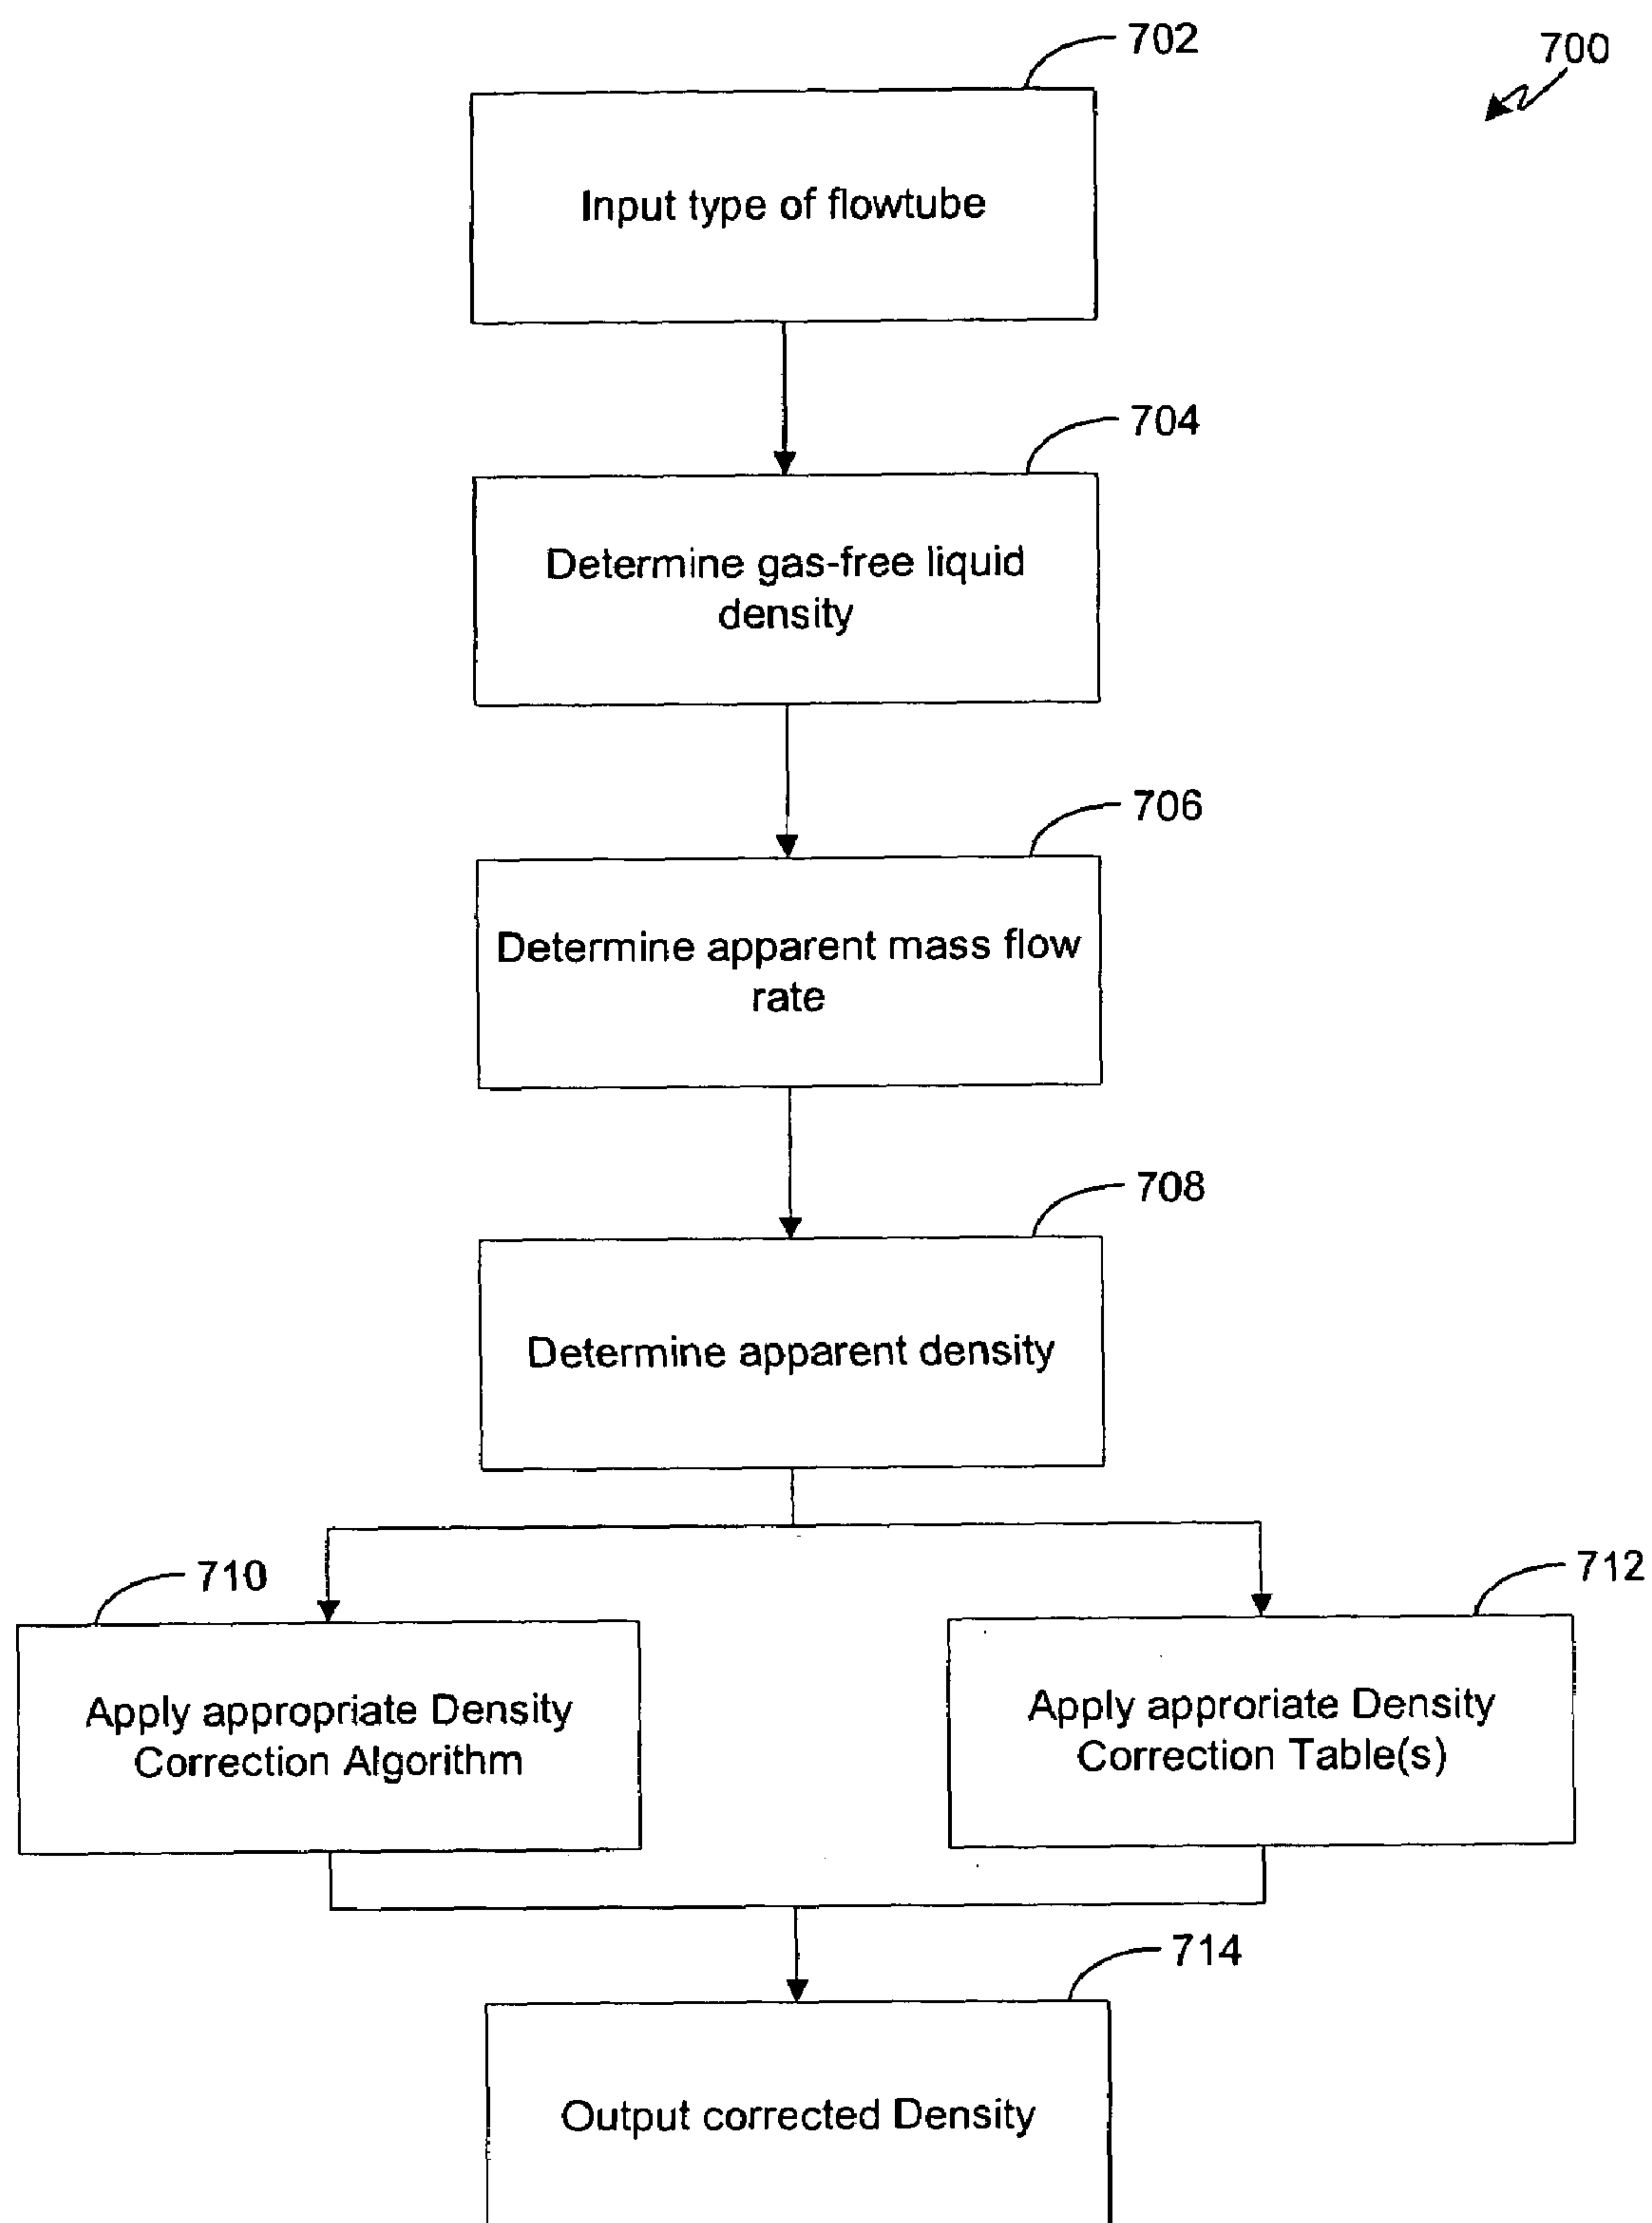 702
700
Input type of flowtube
704
Determine gas-free liquid
density
706
Determine apparent mass flow
rate
708
Determine apparent density
710
712
Apply appropriate Density
Correction Algorithm
Apply approriate Density
Correction Table(s)
714
Output corrected Density